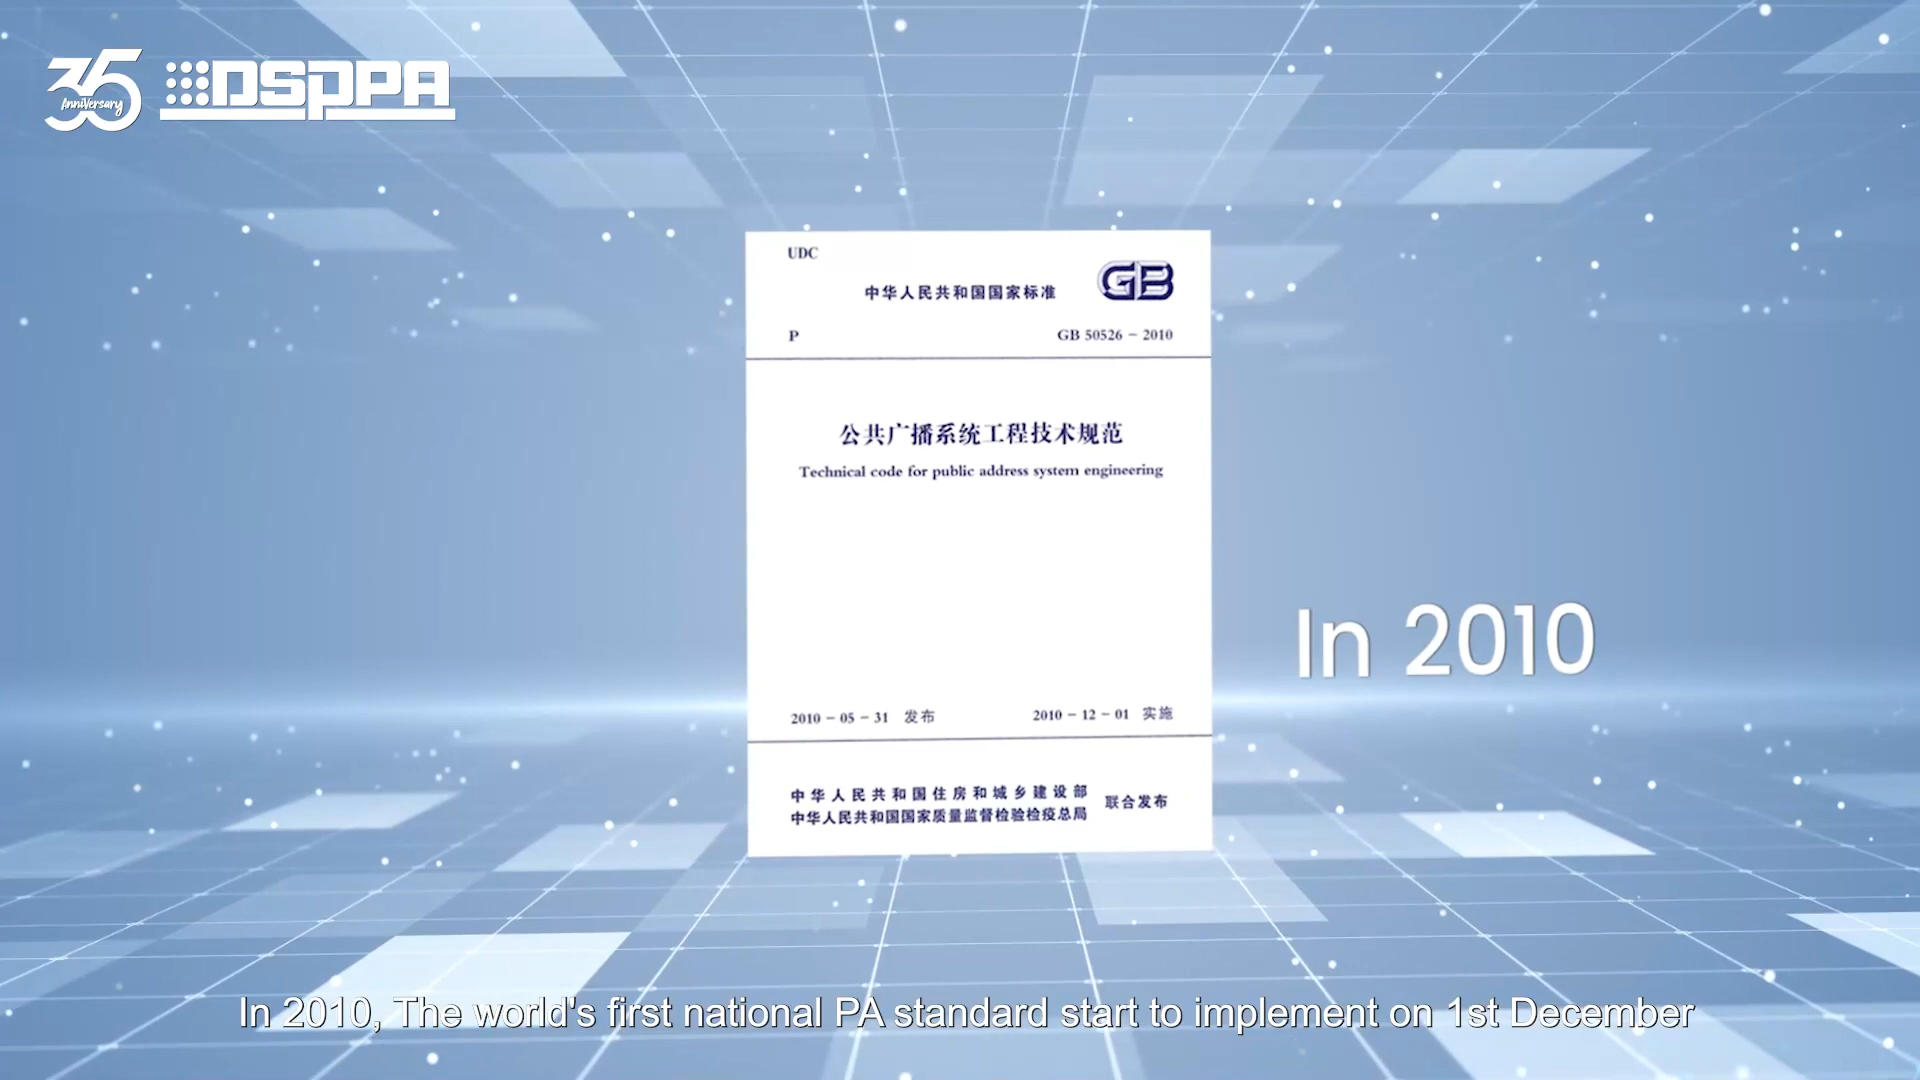 35
Anniversary
DSPPA
UDC
中华人民共和国国家标准
GB
P
GB 50526 - 2010
公共广播系统工程技术规范
Technical code for public address system engineering
In 2010
2010 - 05 - 31 发布
2010 - 12 - 01 实施
中华人民共和国住房和城乡建设部
中华人民共和国国家质量监督检验检疫总局
联合发布
In 2010, The world's first national PA standard start to implement on 1st December